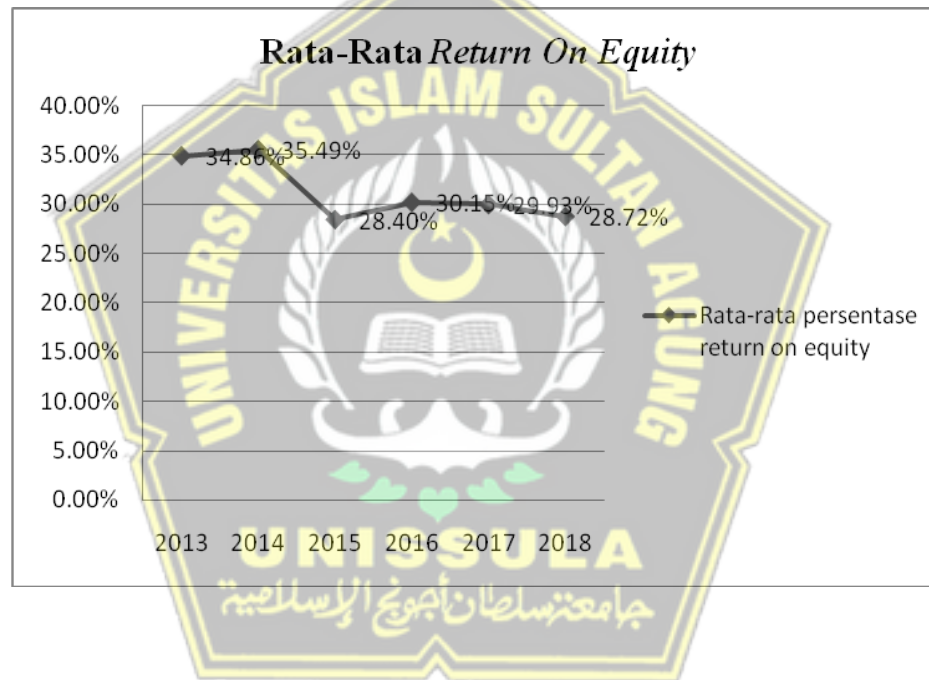 Rata-Rata Return On Equity
UNIVERSITAS ISLAM SULTAN AGUNG
40.00%
35.00%
30.00%
25.00%
20.00%
15.00%
10.00%
5.00%
0.00%
34.86%
35.49%
28.40%
30.15%
29.93%
28.72%
Rata-rata persentase
return on equity
2013 2014 2015 2016 2017 2018
UNISSULA
جامعة سلطان أجونج الإسلامية